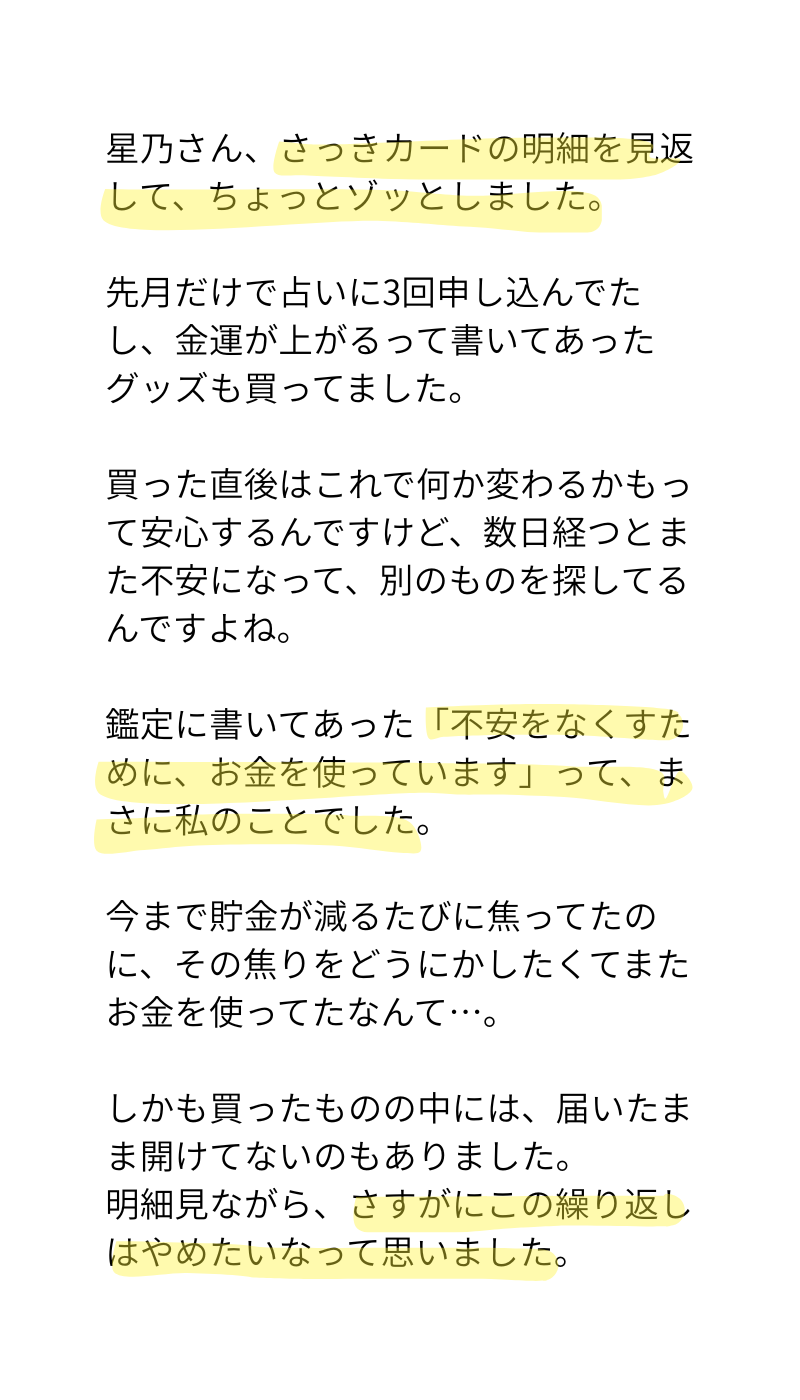 星乃さん、さっきカードの明細を見返
して、ちょっとゾッとしました。
先月だけで占いに3回申し込んでた
し、金運が上がるって書いてあった
グッズも買ってました。
買った直後はこれで何か変わるかもっ
て安心するんですけど、数日経つとま
た不安になって、別のものを探してる
んですよね。
鑑定に書いてあった「不安をなくすた
めに、お金を使っています」って、ま
さに私のことでした。
今まで貯金が減るたびに焦ってたの
に、その焦りをどうにかしたくてまた
お金を使ってたなんて…。
しかも買ったものの中には、届いたま
ま開けてないのもありました。
明細見ながら、さすがにこの繰り返し
はやめたいなって思いました。